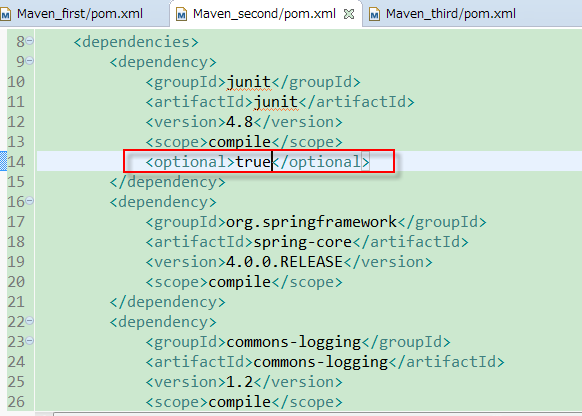 Maven_first/pom.xml Maven_second/pom.xml Maven_third/pom.xml
8 <dependencies>
9 <dependency>
10 <groupId>junit</groupId>
11 <artifactId>junit</artifactId>
12 <version>4.8</version>
13 <scope>compile</scope>
14 <optional>true</optional>
15 </dependency>
16 <dependency>
17 <groupId>org.springframework</groupId>
18 <artifactId>spring-core</artifactId>
19 <version>4.0.0.RELEASE</version>
20 <scope>compile</scope>
21 </dependency>
22 <dependency>
23 <groupId>commons-logging</groupId>
24 <artifactId>commons-logging</artifactId>
25 <version>1.2</version>
26 <scope>compile</scope>